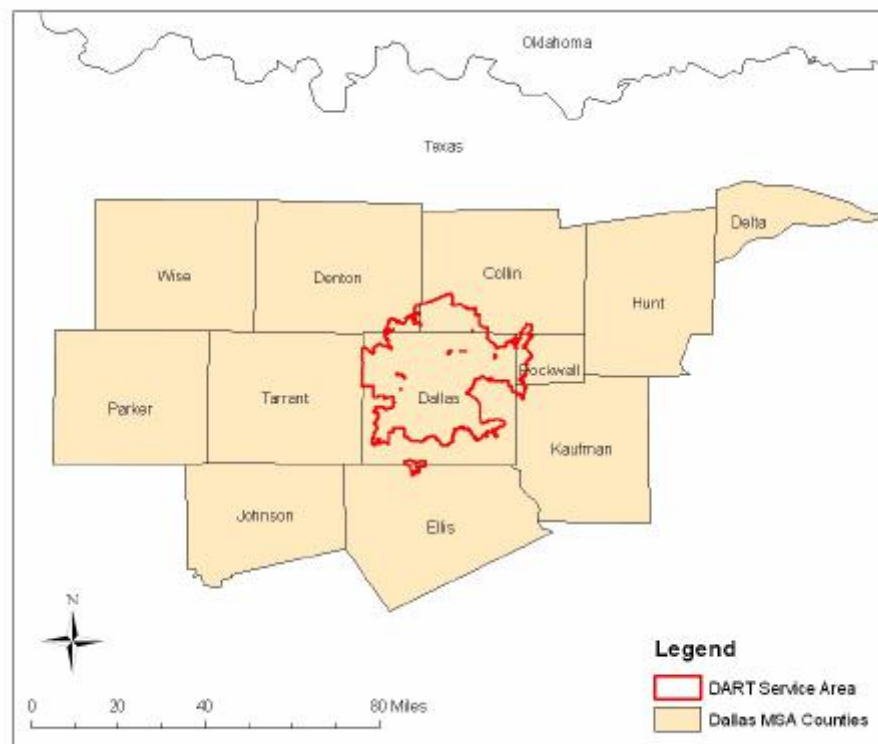 Oklahoma
Texas
Delta
Wise
Denton
Collin
Hunt
Rockwall
Parker
Tarrant
Dallas
Kaufman
Johnson
Ellis
N
Legend
DART Service Area
Dallas MSA Counties
0 20 40 80 Miles